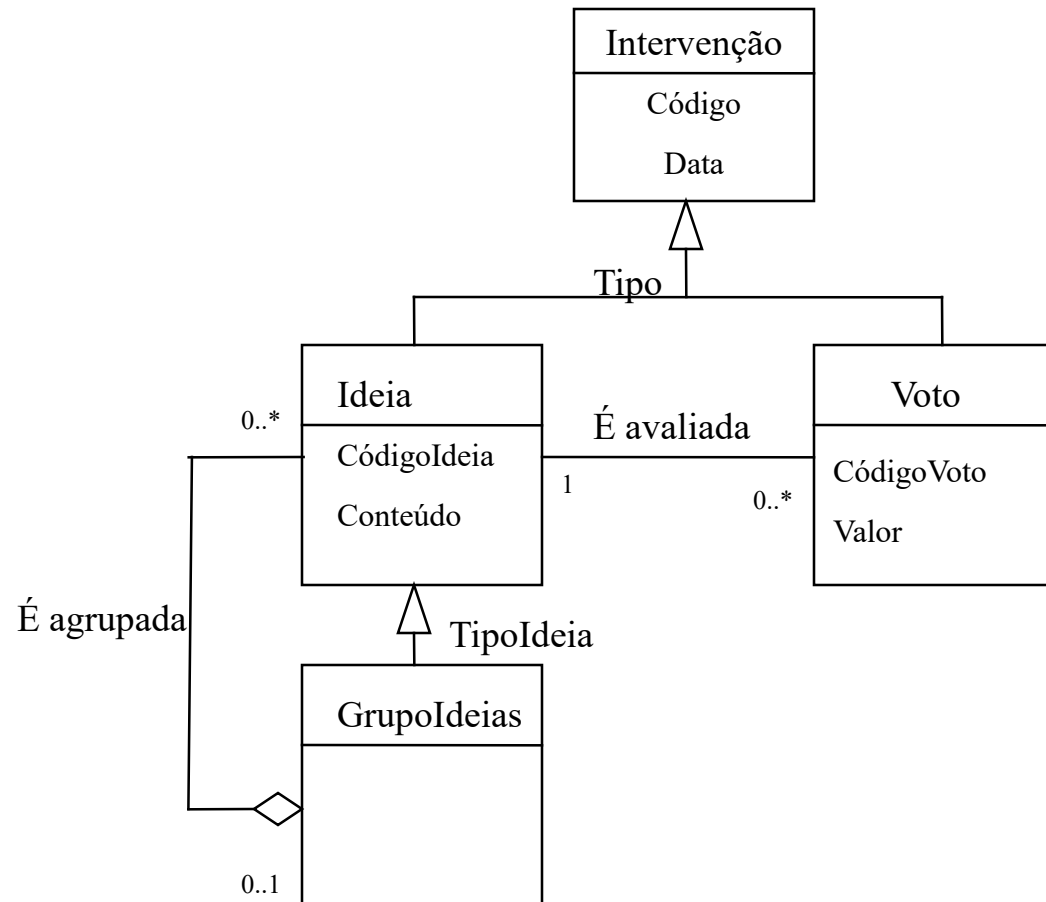 Intervenção
Código
Data
Tipo
Ideia
Voto
0..*
É avaliada
CódigoIdeia
CódigoVoto
1
0..*
Conteúdo
Valor
É agrupada
TipoIdeia
GrupoIdeias
0..1